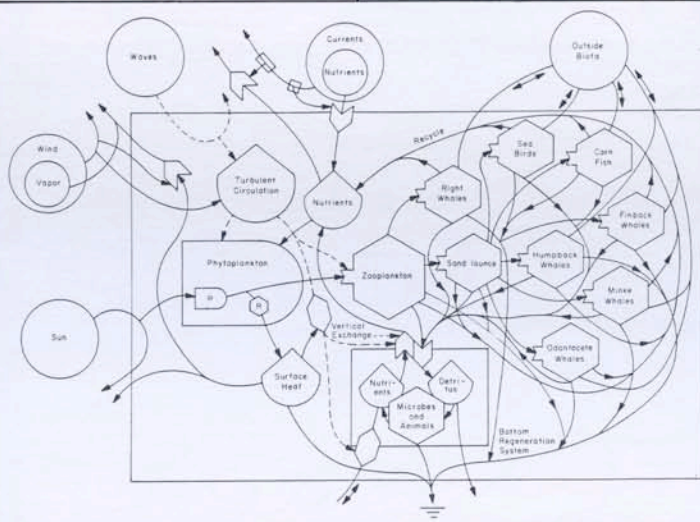 Waves
Currents
Nutrients
Outside
Biota
Wind
Vapor
Recycle
Sea
Birds
Carn
Fish
Turbulent
Circulation
Nutrients
Right
Whales
Finback
Whales
Phytoplankton
Zooplankton
Sand launce
Humpback
Whales
Minke
Whales
P
R
Sun
Vertical
Exchange
Odontocete
Whales
Surface
Heat
Nutri-
ents
Detri-
tus
Microbes
and
Animals
Bottom
Regeneration
System